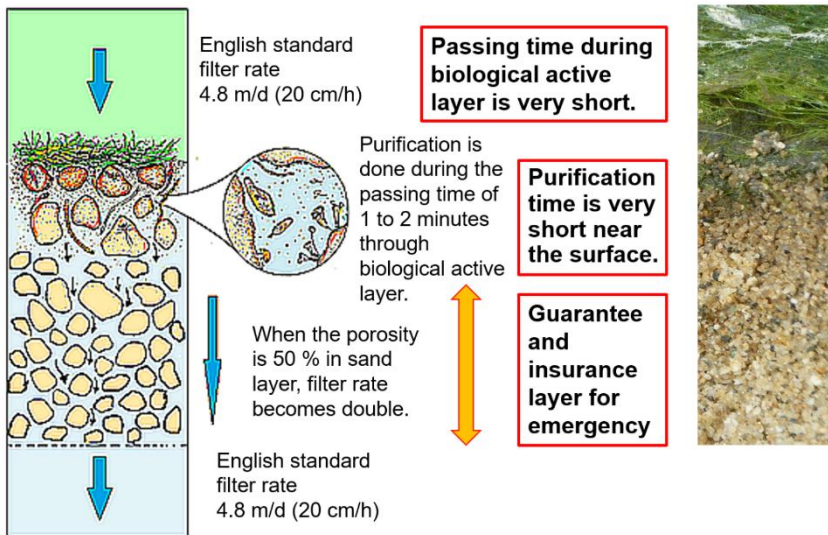 English standard
filter rate
4.8 m/d (20 cm/h)
Passing time during
biological active
layer is very short.
Purification is
done during the
passing time of
1 to 2 minutes
through
biological active
layer.
Purification
time is very
short near
the surface.
When the porosity
is 50 % in sand
layer, filter rate
becomes double.
Guarantee
and
insurance
layer for
emergency
English standard
filter rate
4.8 m/d (20 cm/h)